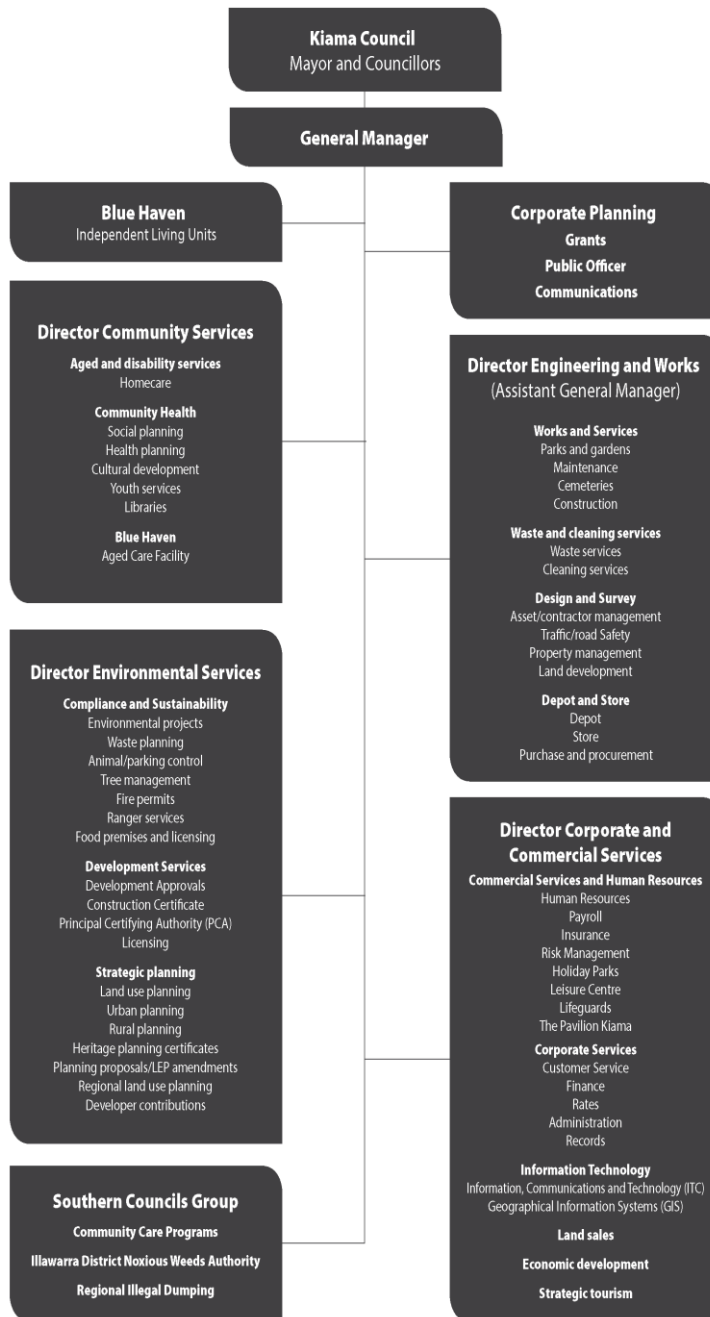 Kiama Council
Mayor and Councillors
General Manager
Blue Haven
Independent Living Units
Corporate Planning
Grants
Public Officer
Communications
Director Community Services
Aged and disability services
Homecare
Community Health
Social planning
Health planning
Cultural development
Youth services
Libraries
Blue Haven
Aged Care Facility
Director Engineering and Works
(Assistant General Manager)
Works and Services
Parks and gardens
Maintenance
Cemeteries
Construction
Waste and cleaning services
Waste services
Cleaning services
Design and Survey
Asset/contractor management
Traffic/road Safety
Property management
Land development
Depot and Store
Depot
Store
Purchase and procurement
Director Environmental Services
Compliance and Sustainability
Environmental projects
Waste planning
Animal/parking control
Tree management
Fire permits
Ranger services
Food premises and licensing
Development Services
Development Approvals
Construction Certificate
Principal Certifying Authority (PCA)
Licensing
Strategic planning
Land use planning
Urban planning
Rural planning
Heritage planning certificates
Planning proposals/LEP amendments
Regional land use planning
Developer contributions
Director Corporate and
Commercial Services
Commercial Services and Human Resources
Human Resources
Payroll
Insurance
Risk Management
Holiday Parks
Leisure Centre
Lifeguards
The Pavilion Kiama
Corporate Services
Customer Service
Finance
Rates
Administration
Records
Information Technology
Information, Communications and Technology (ITC)
Geographical Information Systems (GIS)
Land sales
Economic development
Strategic tourism
Southern Councils Group
Community Care Programs
Illawarra District Noxious Weeds Authority
Regional Illegal Dumping